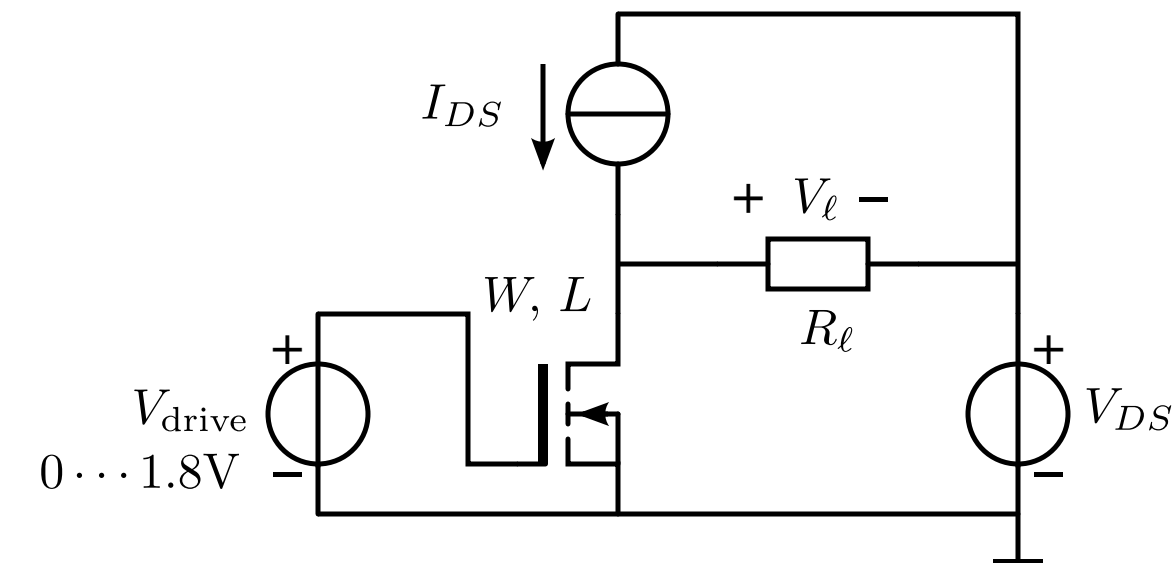 I_DS
+ V_ℓ −
W, L
R_ℓ
+
V_drive
0···1.8V
−
+
V_DS
−